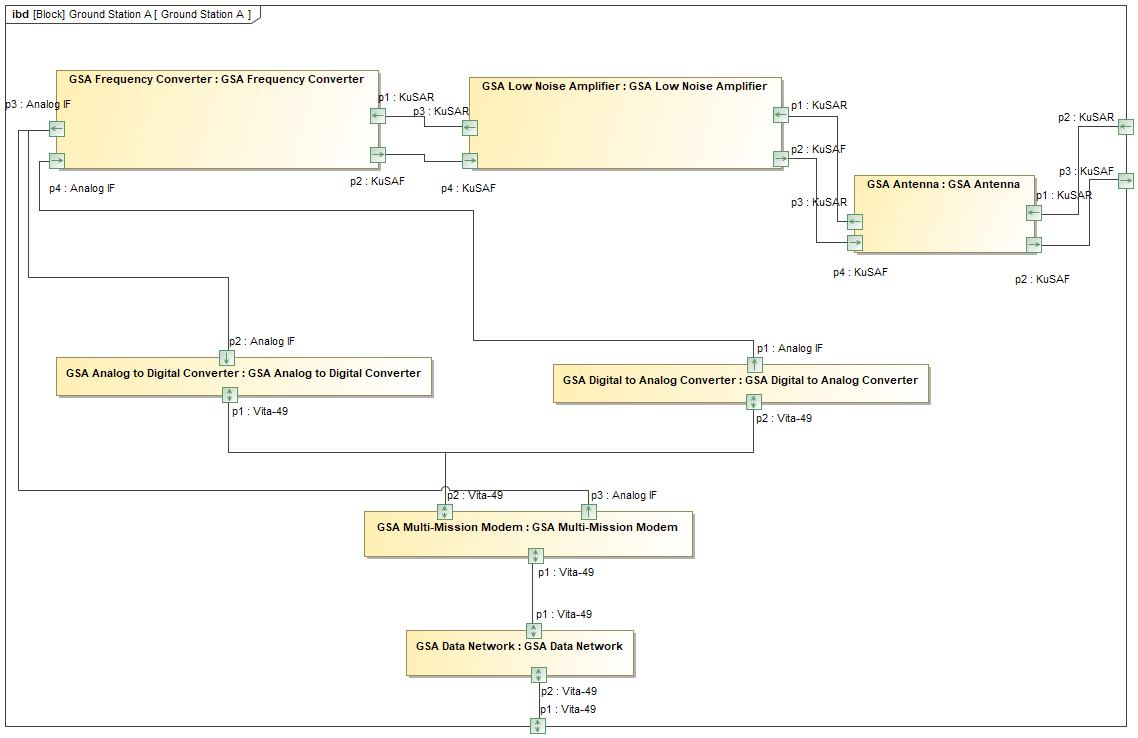 ibd [Block] Ground Station A [ Ground Station A ]
GSA Frequency Converter : GSA Frequency Converter
GSA Low Noise Amplifier : GSA Low Noise Amplifier
p3 : Analog IF
p1 : KuSAR
p3 : KuSAR
p1 : KuSAR
p2 : KuSAR
p4 : Analog IF
p2 : KuSAF
p4 : KuSAF
p2 : KuSAF
p3 : KuSAF
GSA Antenna : GSA Antenna
p3 : KuSAR
p1 : KuSAR
p4 : KuSAF
p2 : KuSAF
p2 : Analog IF
GSA Analog to Digital Converter : GSA Analog to Digital Converter
p1 : Vita-49
p1 : Analog IF
GSA Digital to Analog Converter : GSA Digital to Analog Converter
p2 : Vita-49
p2 : Vita-49
p3 : Analog IF
GSA Multi-Mission Modem : GSA Multi-Mission Modem
p1 : Vita-49
p1 : Vita-49
GSA Data Network : GSA Data Network
p2 : Vita-49
p1 : Vita-49